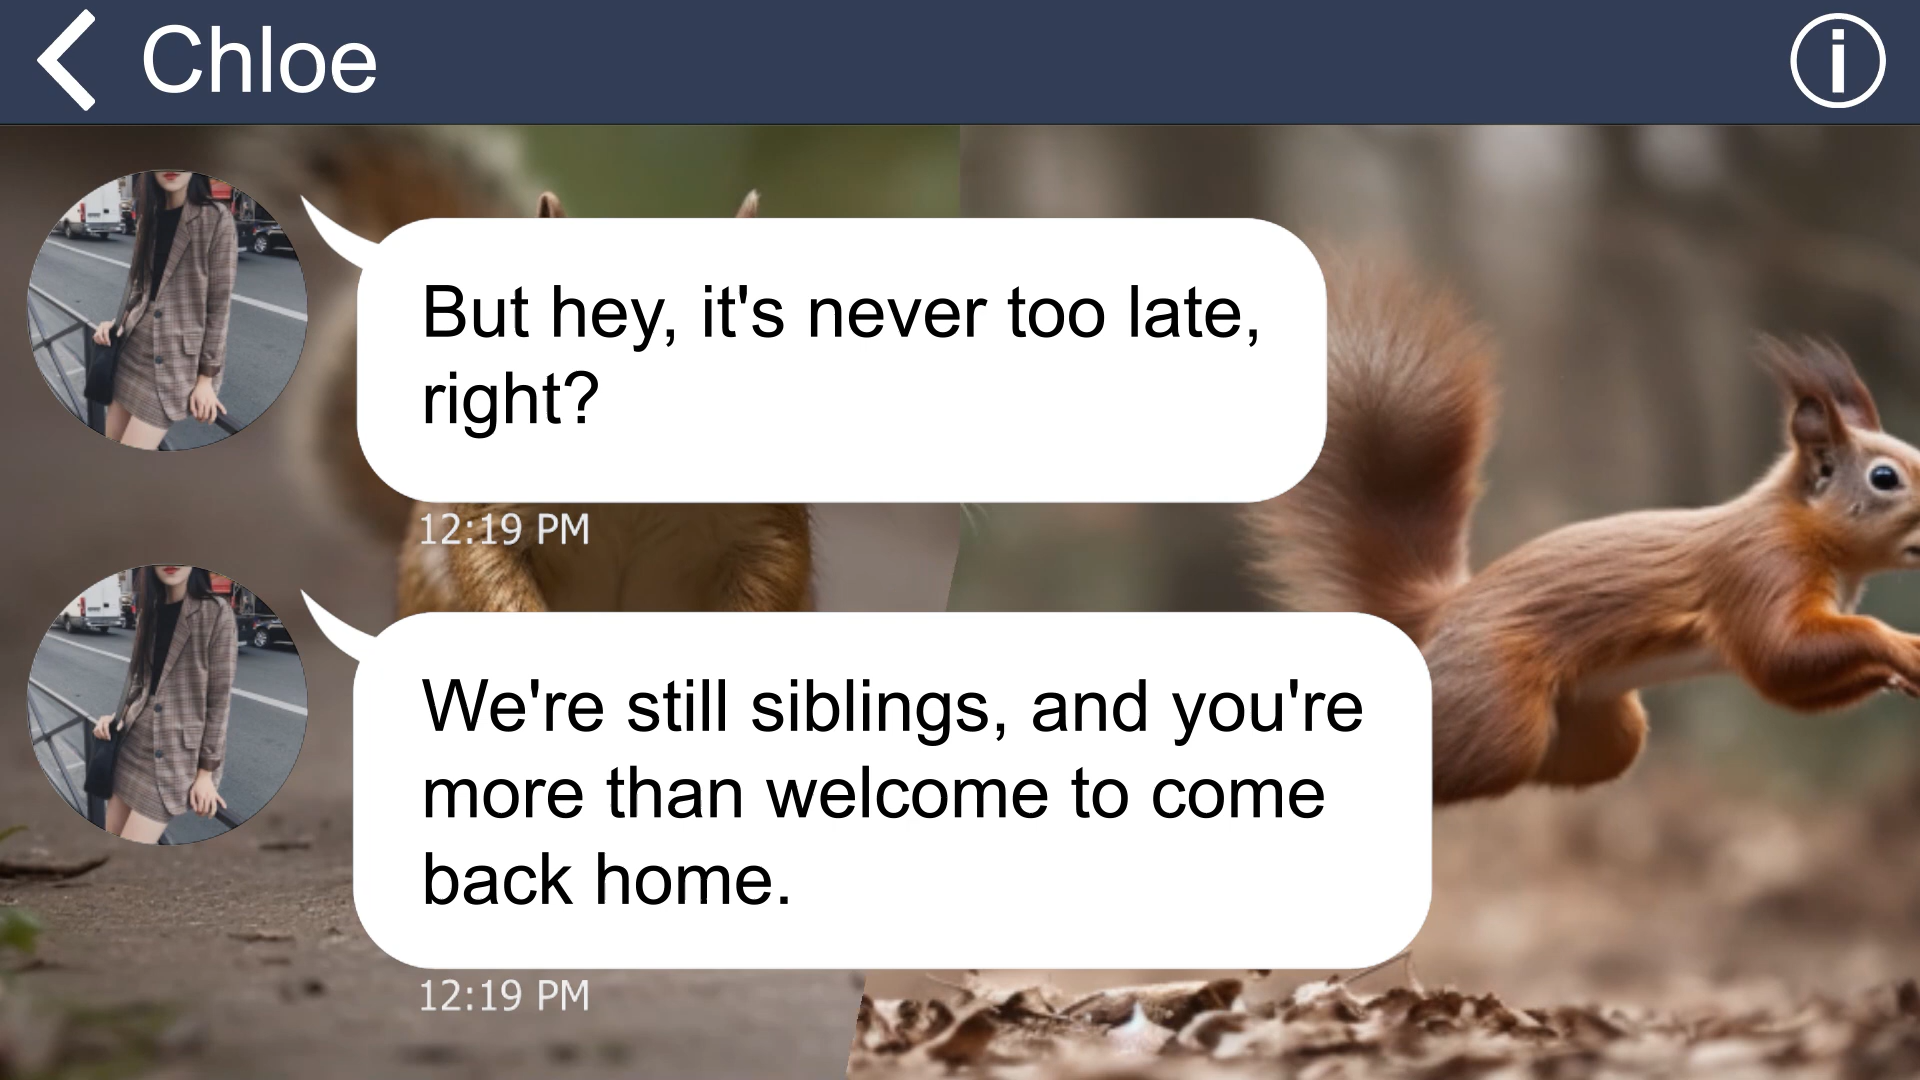 Chloe
But hey, it's never too late,
right?
12:19 PM
We're still siblings, and you're
more than welcome to come
back home.
12:19 PM